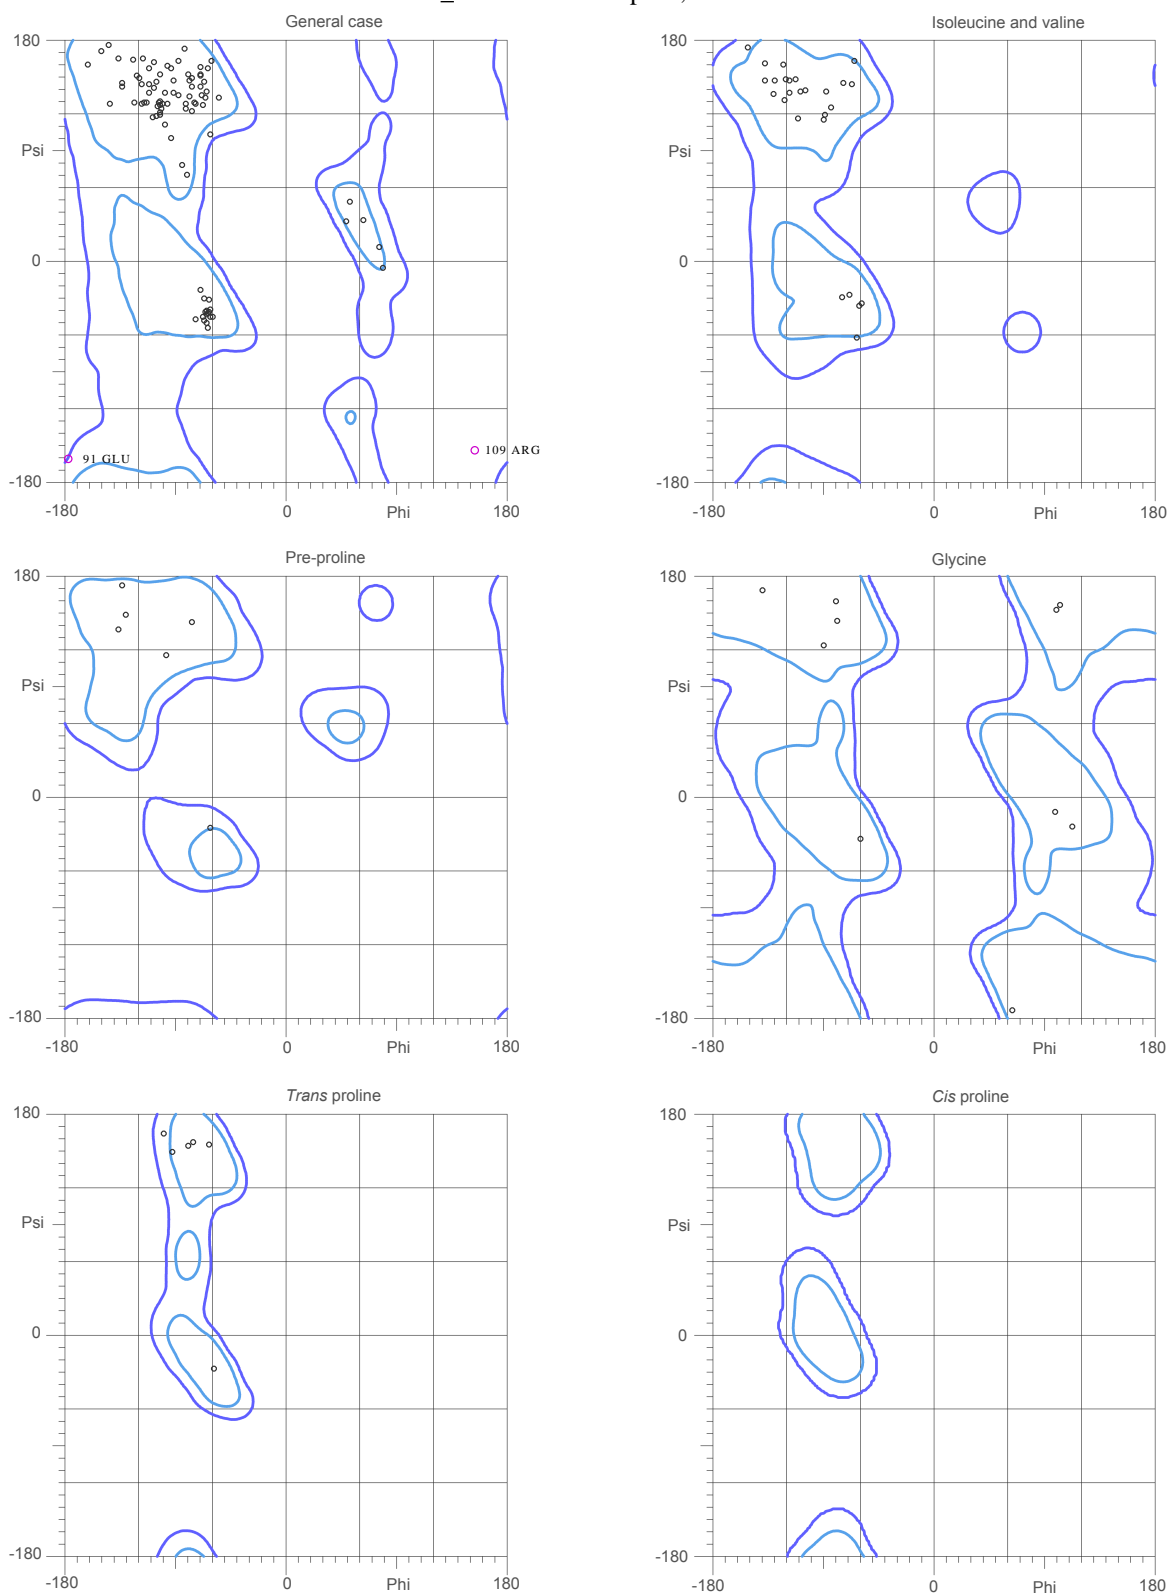 General case
Isoleucine and valine
180
180
Psi
Psi
0
0
91 GLU
109 ARG
-180
-180
-180
0
Phi
180
-180
0
Phi
180
Pre-proline
Glycine
180
180
Psi
Psi
0
0
-180
-180
-180
0
Phi
180
-180
0
Phi
180
Trans proline
Cis proline
180
180
Psi
Psi
0
0
-180
-180
-180
0
Phi
180
-180
0
Phi
180